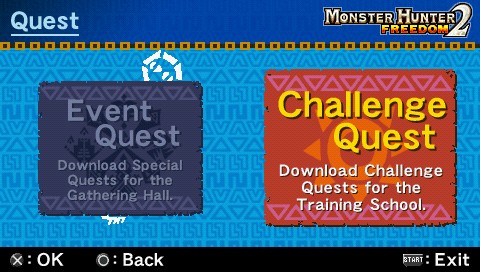 Quest
MONSTER HUNTER
FREEDOM 2
Event
Quest
Download Special
Quests for the
Gathering Hall.
Challenge
Quest
Download Challenge
Quests for the
Training School.
: OK
: Back
START : Exit